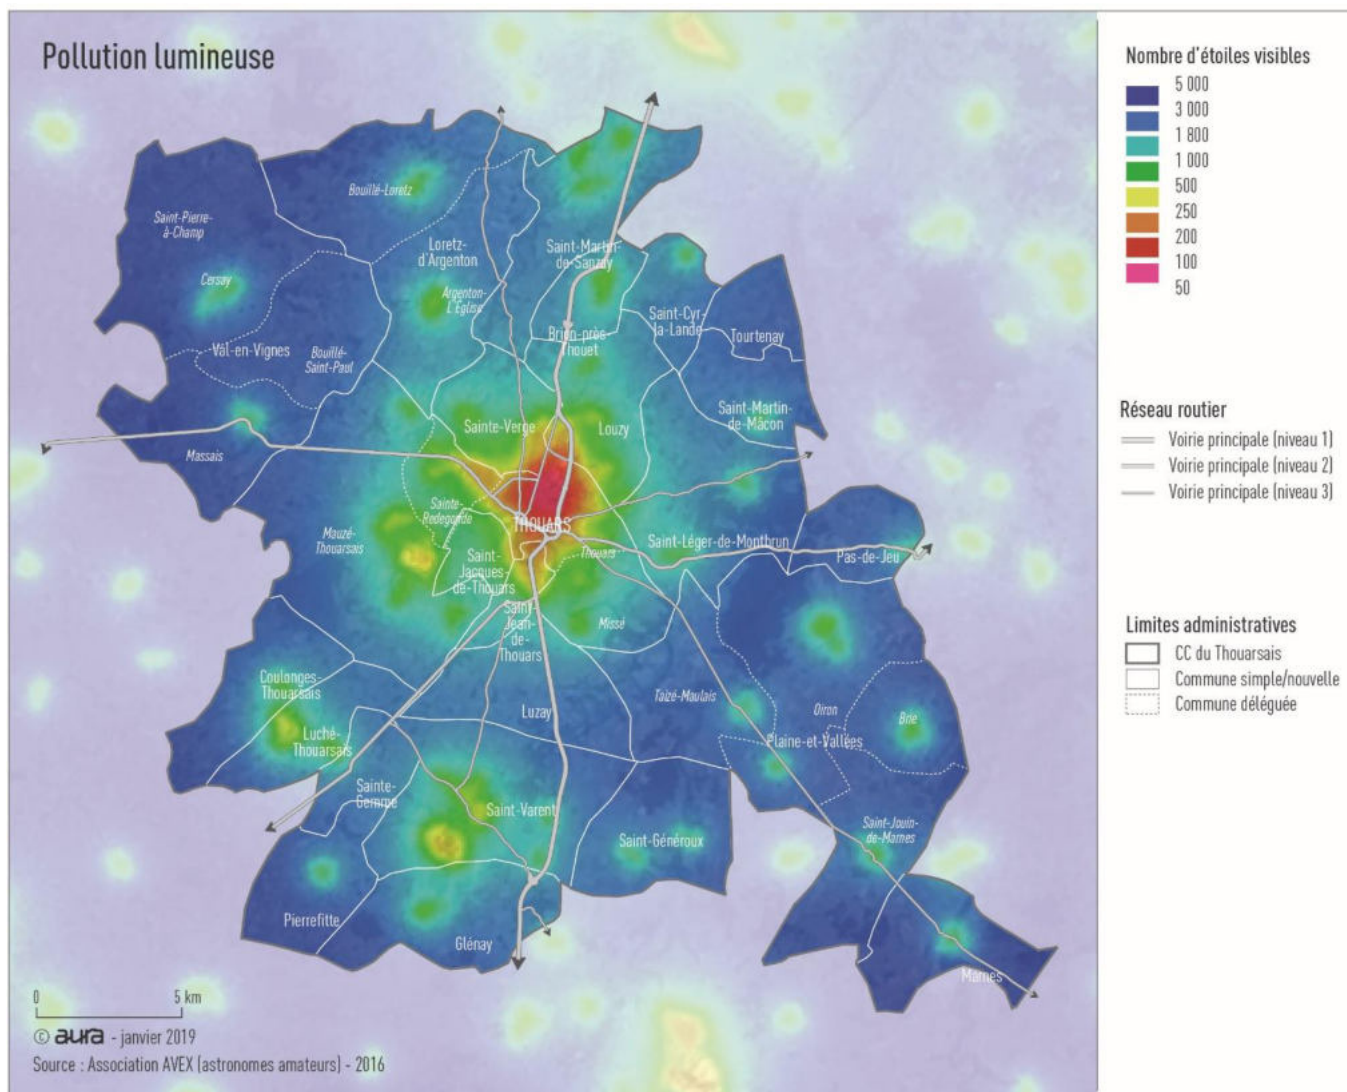 Pollution lumineuse
Bouillé-Loretz
Saint-Pierre-
à-Champ
Loretz-
d'Argenton
Saint-Martin-
de-Sanzay
Cersay
Argenton-
L'Eglise
Saint-Cyr-
la-Lande
Tourtenay
Brion-près-
Thouet
Val-en-Vignes
Bouillé-
Saint-Paul
Saint-Martin-
de-Mâcon
Sainte-Verge
Louzy
Massais
Sainte-
Radegonde
THOUARS
Mauzé-
Thouarsais
Saint-Léger-de-Montbrun
Thouars
Pas-de-Jeu
Saint-
Jacques-
de-Thouars
Saint-
Jean-
de-
Thouars
Missé
Coulonges-
Thouarsais
Taizé-Maulais
Oiron
Brie
Luzay
Luché-
Thouarsais
Plaine-et-Vallées
Sainte-
Gemme
Saint-Varent
Saint-Généroux
Saint-Jouin-
de-Marnes
Pierrefitte
Glénay
Marnes
0 5 km
© aura - janvier 2019
Source : Association AVEX (astronomes amateurs) - 2016
Nombre d'étoiles visibles
5 000
3 000
1 800
1 000
500
250
200
100
50
Réseau routier
Voirie principale (niveau 1)
Voirie principale (niveau 2)
Voirie principale (niveau 3)
Limites administratives
CC du Thouarsais
Commune simple/nouvelle
Commune déléguée